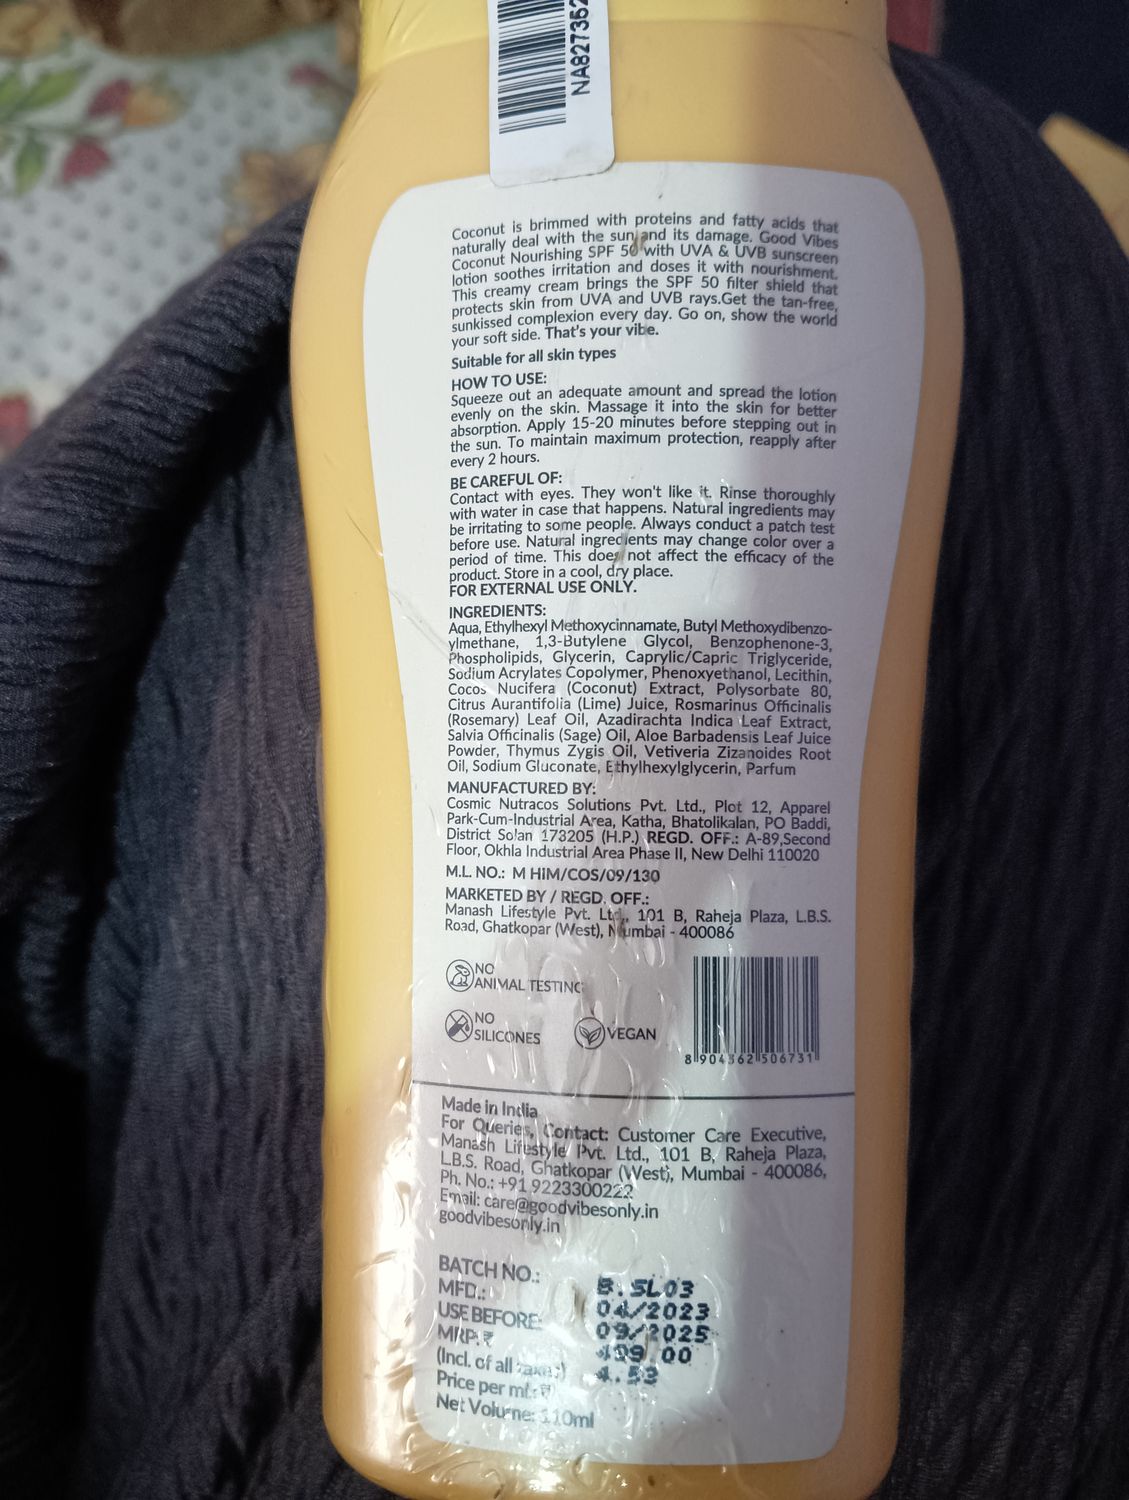 NA827352
Coconut is brimmed with proteins and fatty acids that
naturally deal with the sun and its damage. Good Vibes
Coconut Nourishing SPF 50 with UVA & UVB sunscreen
lotion soothes irritation and doses it with nourishment.
This creamy cream brings the SPF 50 filter shield that
protects skin from UVA and UVB rays.Get the tan-free,
sunkissed complexion every day. Go on, show the world
your soft side. That's your vibe.
Suitable for all skin types
HOW TO USE:
Squeeze out an adequate amount and spread the lotion
evenly on the skin. Massage it into the skin for better
absorption. Apply 15-20 minutes before stepping out in
the sun. To maintain maximum protection, reapply after
every 2 hours.
BE CAREFUL OF:
Contact with eyes. They won't like it. Rinse thoroughly
with water in case that happens. Natural ingredients may
be irritating to some people. Always conduct a patch test
before use. Natural ingredients may change color over a
period of time. This does not affect the efficacy of the
product. Store in a cool, dry place.
FOR EXTERNAL USE ONLY.
INGREDIENTS:
Aqua, Ethylhexyl Methoxycinnamate, Butyl Methoxydibenzo-
ylmethane, 1,3-Butylene Glycol, Benzophenone-3,
Phospholipids, Glycerin, Caprylic/Capric Triglyceride,
Sodium Acrylates Copolymer, Phenoxyethanol, Lecithin,
Cocos Nucifera (Coconut) Extract, Polysorbate 80,
Citrus Aurantifolia (Lime) Juice, Rosmarinus Officinalis
(Rosemary) Leaf Oil, Azadirachta Indica Leaf Extract,
Salvia Officinalis (Sage) Oil, Aloe Barbadensis Leaf Juice
Powder, Thymus Zygis Oil, Vetiveria Zizanoides Root
Oil, Sodium Gluconate, Ethylhexylglycerin, Parfum
MANUFACTURED BY:
Cosmic Nutracos Solutions Pvt. Ltd., Plot 12, Apparel
Park-Cum-Industrial Area, Katha, Bhatolikalan, PO Baddi,
District Solan 173205 (H.P.) REGD. OFF.: A-89,Second
Floor, Okhla Industrial Area Phase II, New Delhi 110020
M.L. NO.: M HIM/COS/09/130
MARKETED BY / REGD. OFF.:
Manash Lifestyle Pvt. Ltd., 101 B, Raheja Plaza, L.B.S.
Road, Ghatkopar (West), Mumbai - 400086
NO
ANIMAL TESTING
NO
SILICONES
VEGAN
8 904362 506731
Made in India
For Queries, Contact: Customer Care Executive,
Manash Lifestyle Pvt. Ltd., 101 B, Raheja Plaza,
L.B.S. Road, Ghatkopar (West), Mumbai - 400086,
Ph. No.: +91 9223300222
Email: care@goodvibesonly.in
goodvibesonly.in
BATCH NO.: B.SL03
MFD.: 04/2023
USE BEFORE: 09/2025
MRP.₹ 499.00
(Incl. of all taxes) 4.53
Price per ml.
Net Volume: 110ml